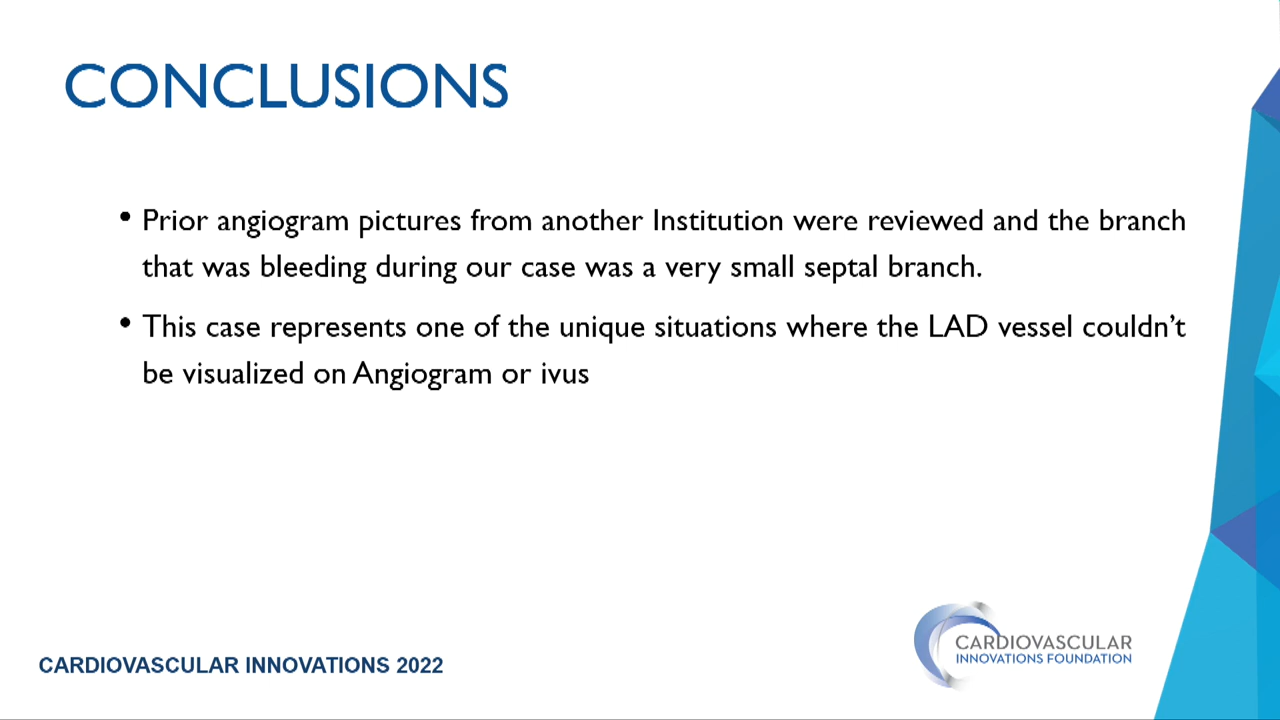 CONCLUSIONS
• Prior angiogram pictures from another Institution were reviewed and the branch
that was bleeding during our case was a very small septal branch.
• This case represents one of the unique situations where the LAD vessel couldn’t
be visualized on Angiogram or ivus
CARDIOVASCULAR
INNOVATIONS FOUNDATION
CARDIOVASCULAR INNOVATIONS 2022